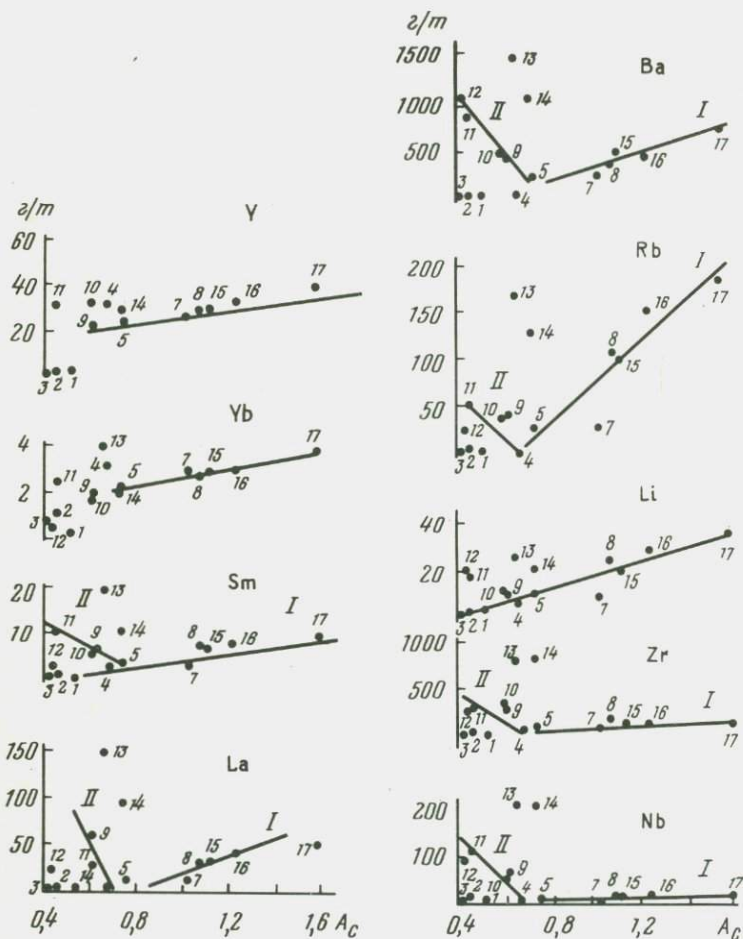 г/т
Y
60
40
20
11 10 4 14 7 8 15 16 17
9 5
3 2 1
Yb
4
2
13
4
11 9 5 7 15 17
3 2 10 14 8 16
12 1
Sm
20
10
II 13 I
11 9 14 8 15 16 17
12 10 5
3 2 1 4 7
La
150
100
50
13
II 14 I
9
12 11 5 8 15 16 17
3 2 14 7
0
0,4 0,8 1,2 1,6 Ac
г/т
Ba
1500
1000
500
13
12 II 14 I
11 15 17
10 9 5 16
3 2 1 4 7 8
Rb
200
150
100
50
13 I
14 16 17
11 II 8
10 9 5 15
12 7
3 2 1 4
Li
40
20
12 13 8 16 17
11 14
10 9 5 15
3 2 1 4 7
Zr
1000
500
13 14
II 10 I
12 11 9 5 8
3 2 1 4 7 15 16 17
Nb
200
100
13 14
11 II I
12 9
2 10 4 5 7 8 15 16 17
3 1
0
0,4 0,8 1,2 Ac